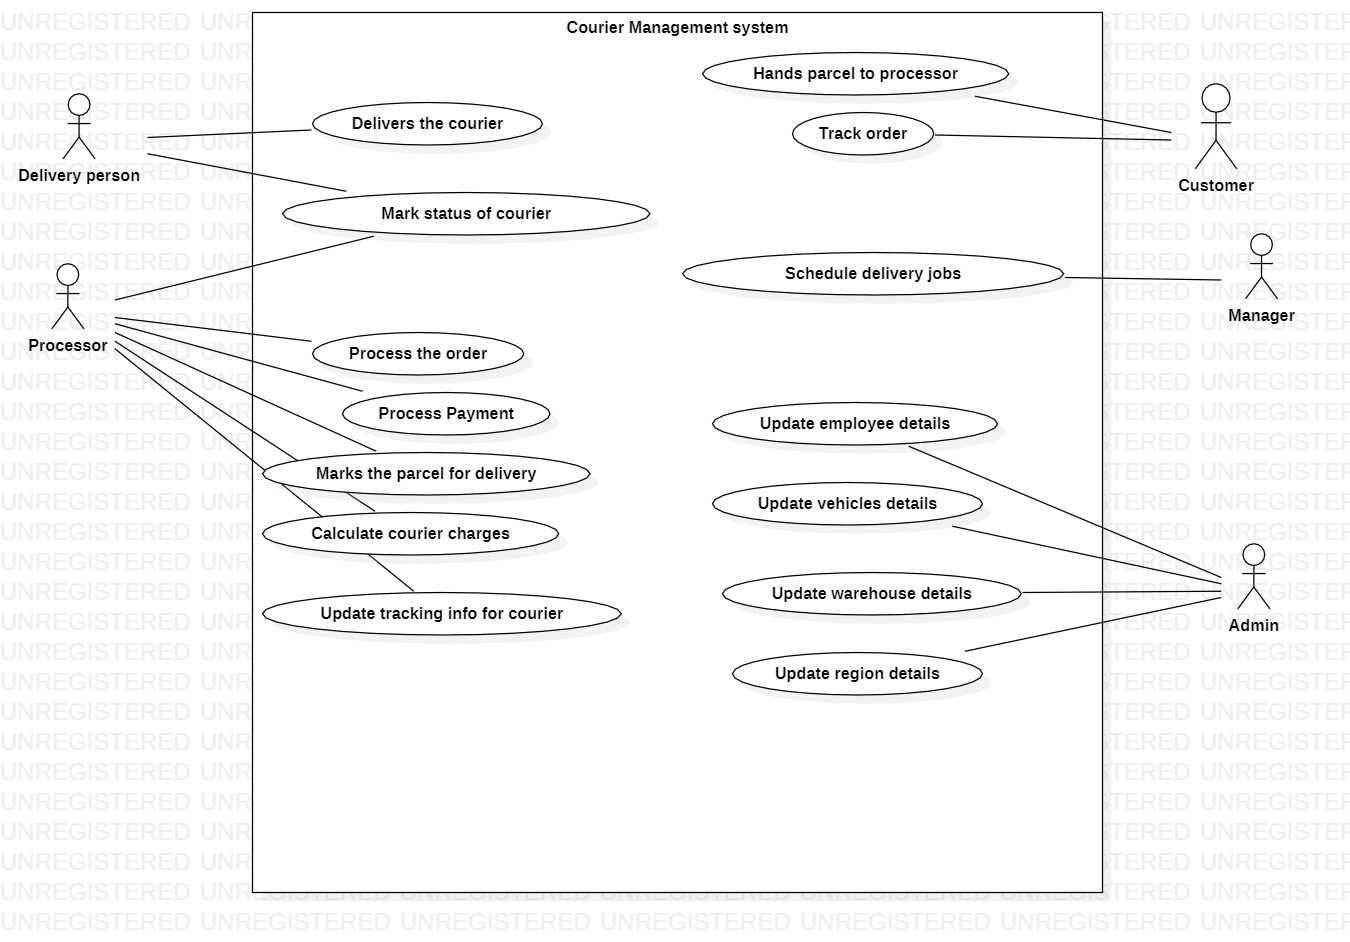 Courier Management system
Hands parcel to processor
Delivers the courier
Track order
Delivery person
Customer
Mark status of courier
Schedule delivery jobs
Manager
Processor
Process the order
Process Payment
Update employee details
Marks the parcel for delivery
Update vehicles details
Calculate courier charges
Update warehouse details
Update tracking info for courier
Admin
Update region details
UNREGISTERED UNREGISTERED UNREGISTERED UNREGISTERED UNREGISTERED